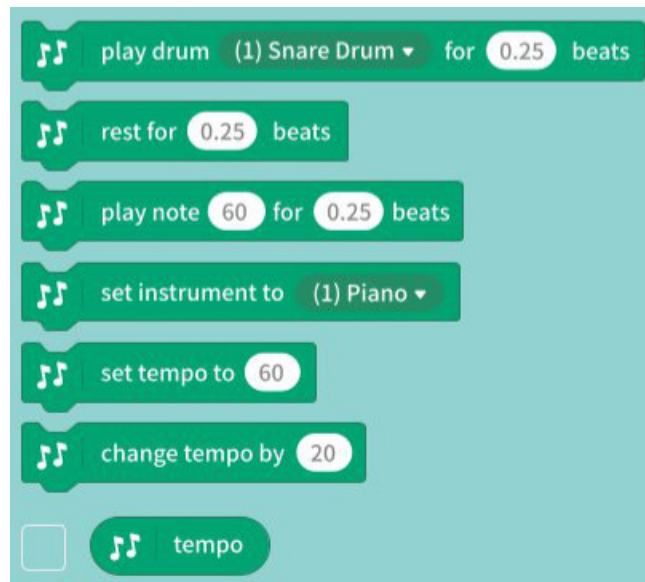 play drum (1) Snare Drum for 0.25 beats
rest for 0.25 beats
play note 60 for 0.25 beats
set instrument to (1) Piano
set tempo to 60
change tempo by 20
tempo